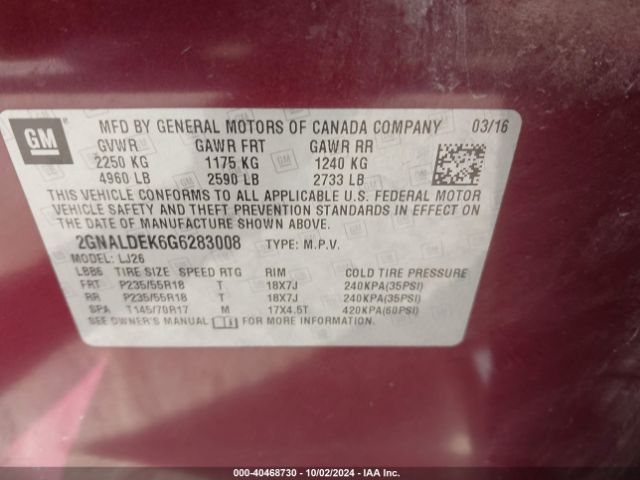 GM
MFD BY GENERAL MOTORS OF CANADA COMPANY 03/16
GVWR GAWR FRT GAWR RR
2250 KG 1175 KG 1240 KG
4960 LB 2590 LB 2733 LB
THIS VEHICLE CONFORMS TO ALL APPLICABLE U.S. FEDERAL MOTOR
VEHICLE SAFETY AND THEFT PREVENTION STANDARDS IN EFFECT ON
THE DATE OF MANUFACTURE SHOWN ABOVE.
2GNALDEK6G6283008 TYPE: M.P.V.
MODEL: LJ26
LBB6 TIRE SIZE SPEED RTG RIM COLD TIRE PRESSURE
FRT P235/55R18 T 18X7J 240KPA(35PSI)
RR P235/55R18 T 18X7J 240KPA(35PSI)
SPA T145/70R17 M 17X4.5T 420KPA(60PSI)
SEE OWNER'S MANUAL FOR MORE INFORMATION.
000-40468730 - 10/02/2024 - IAA Inc.